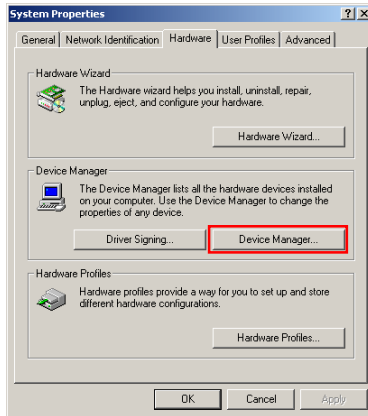 System Properties
General Network Identification Hardware User Profiles Advanced
Hardware Wizard
The Hardware wizard helps you install, uninstall, repair,
unplug, eject, and configure your hardware.
Hardware Wizard...
Device Manager
The Device Manager lists all the hardware devices installed
on your computer. Use the Device Manager to change the
properties of any device.
Driver Signing... Device Manager...
Hardware Profiles
Hardware profiles provide a way for you to set up and store
different hardware configurations.
Hardware Profiles...
OK Cancel Apply